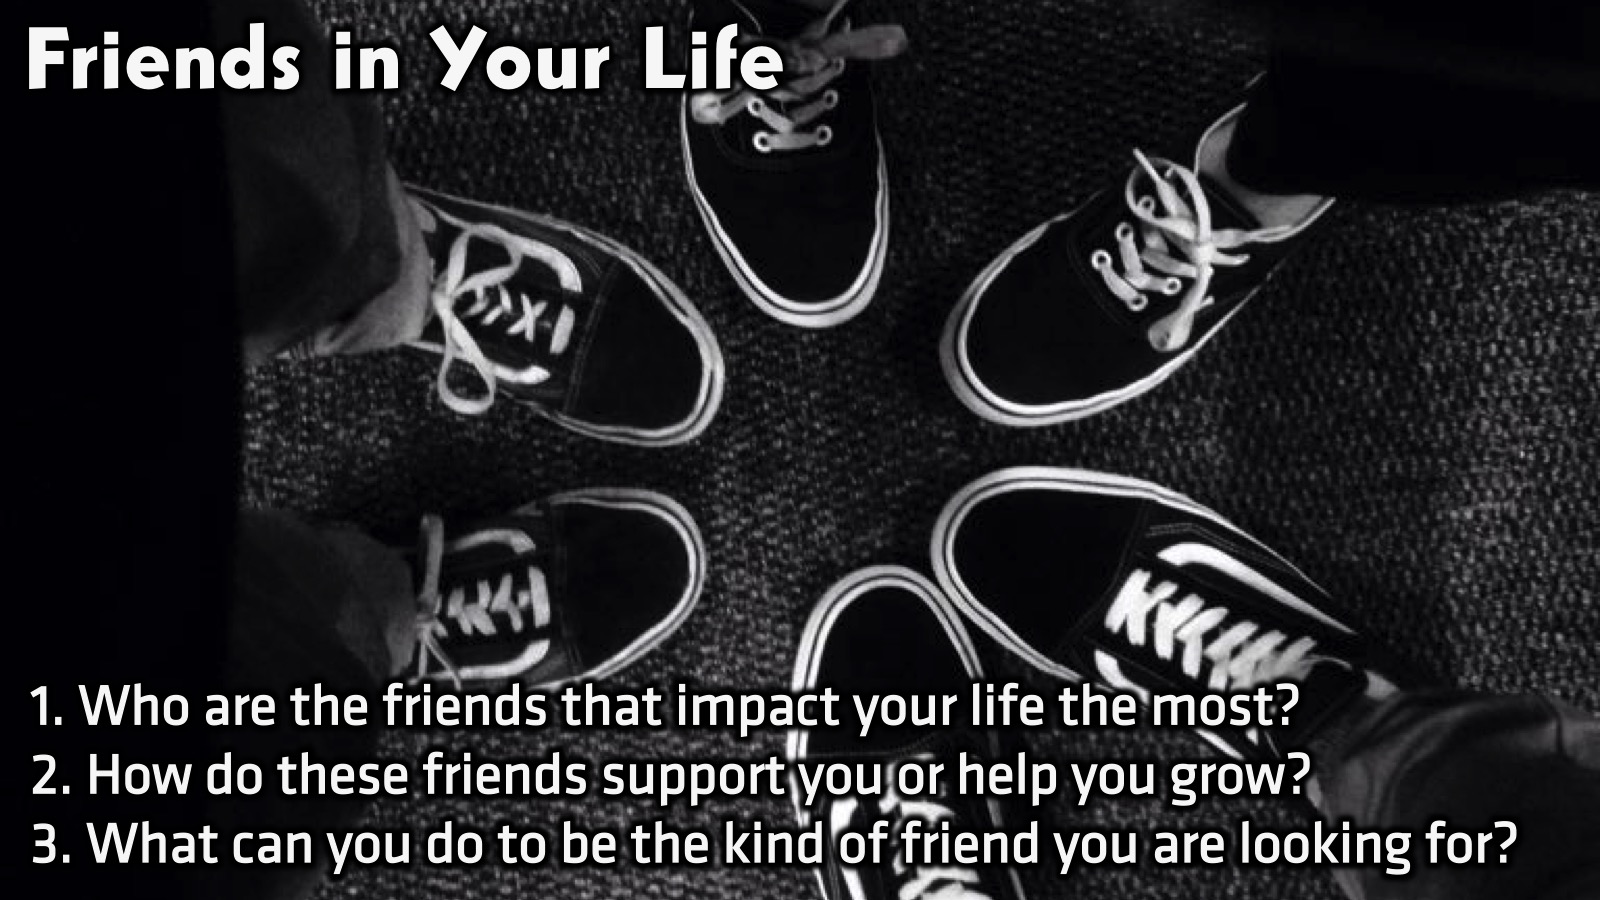 Friends in Your Life
1. Who are the friends that impact your life the most?
2. How do these friends support you or help you grow?
3. What can you do to be the kind of friend you are looking for?